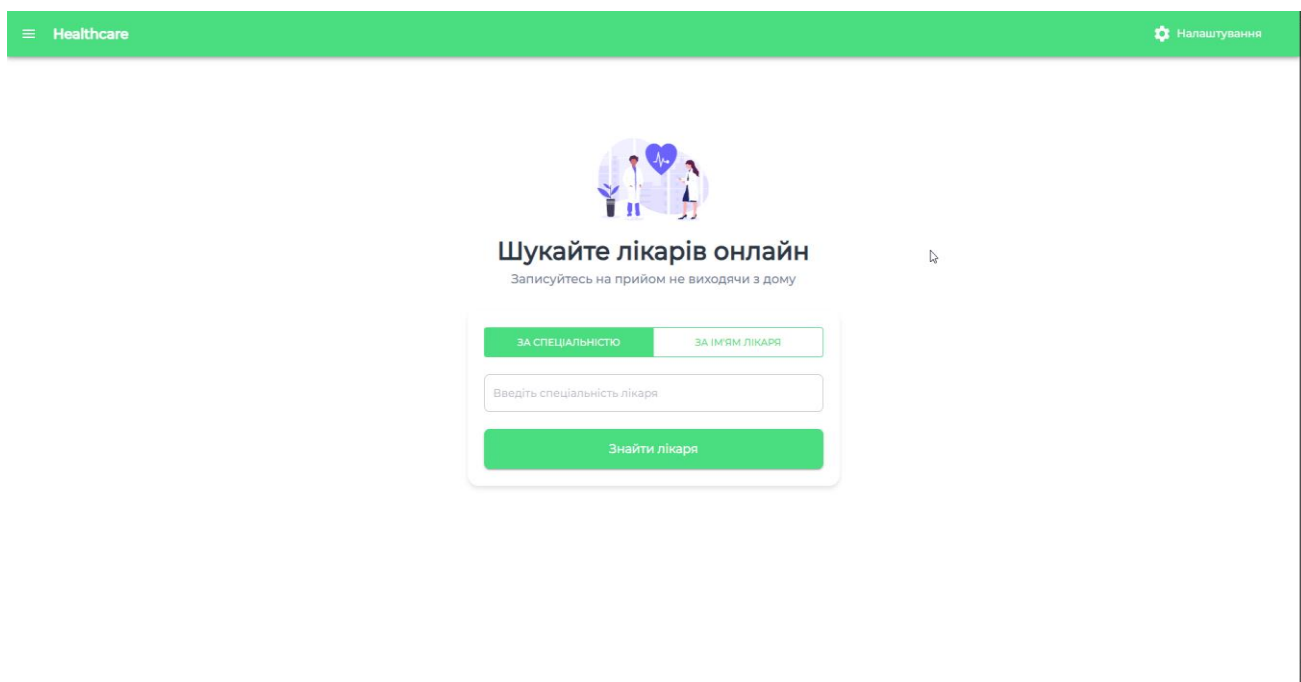 Healthcare
Налаштування
Шукайте лікарів онлайн
Записуйтесь на прийом не виходячи з дому
ЗА СПЕЦІАЛЬНІСТЮ
ЗА ІМ'ЯМ ЛІКАРЯ
Введіть спеціальність лікаря
Знайти лікаря